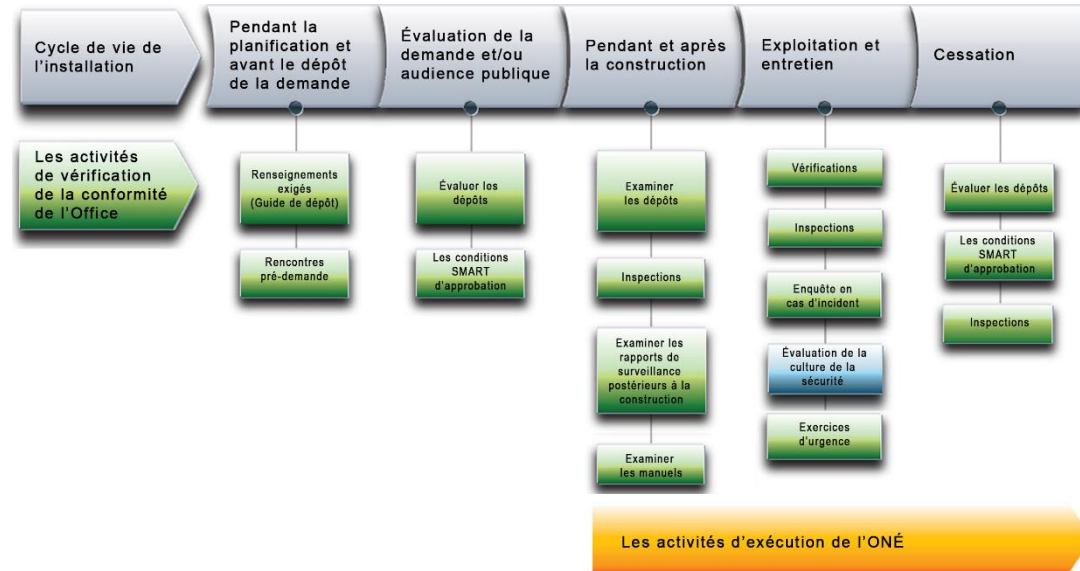 Cycle de vie de
l'installation
Pendant la
planification et
avant le dépôt
de la demande
Évaluation de la
demande et/ou
audience publique
Pendant et après
la construction
Exploitation et
entretien
Cessation
Les activités
de vérification
de la conformité
de l'Office
Renseignements
exigés
(Guide de dépôt)
Rencontres
pré-demande
Évaluer les
dépôts
Les conditions
SMART
d'approbation
Examiner
les dépôts
Inspections
Examiner les
rapports de
surveillance
postérieurs à la
construction
Examiner
les manuels
Vérifications
Inspections
Enquête en
cas d'incident
Évaluation de la
culture de la
sécurité
Exercices
d'urgence
Évaluer les dépôts
Les conditions
SMART
d'approbation
Inspections
Les activités d'exécution de l'ONÉ